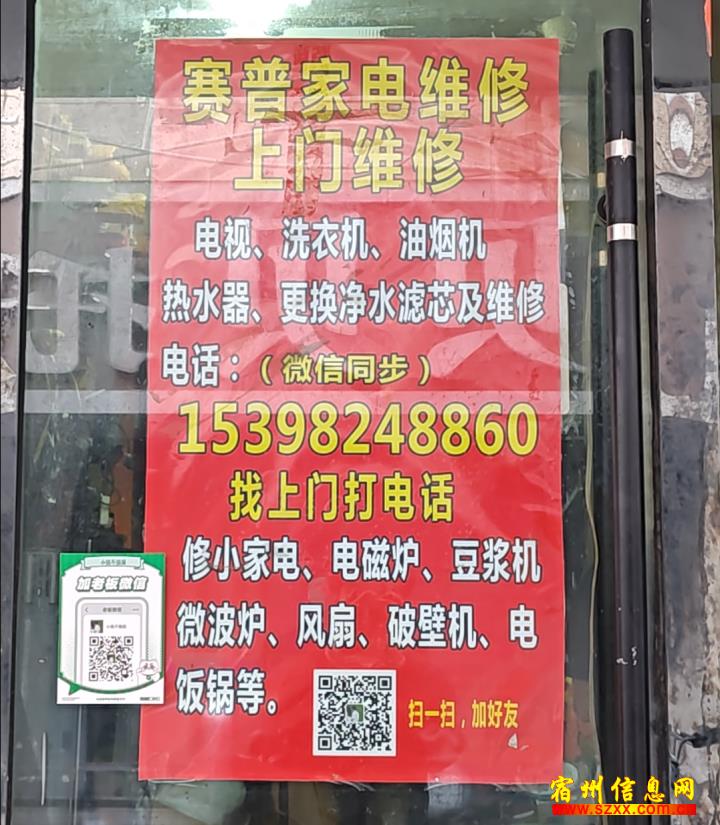 赛普家电维修
上门维修
电视、洗衣机、油烟机
热水器、更换净水滤芯及维修
电话：（微信同步）
15398248860
找上门打电话
修小家电、电磁炉、豆浆机
微波炉、风扇、破壁机、电
饭锅等。
扫一扫，加好友
加老板微信
老板微信
宿州信息网
www.szxx.com.cn